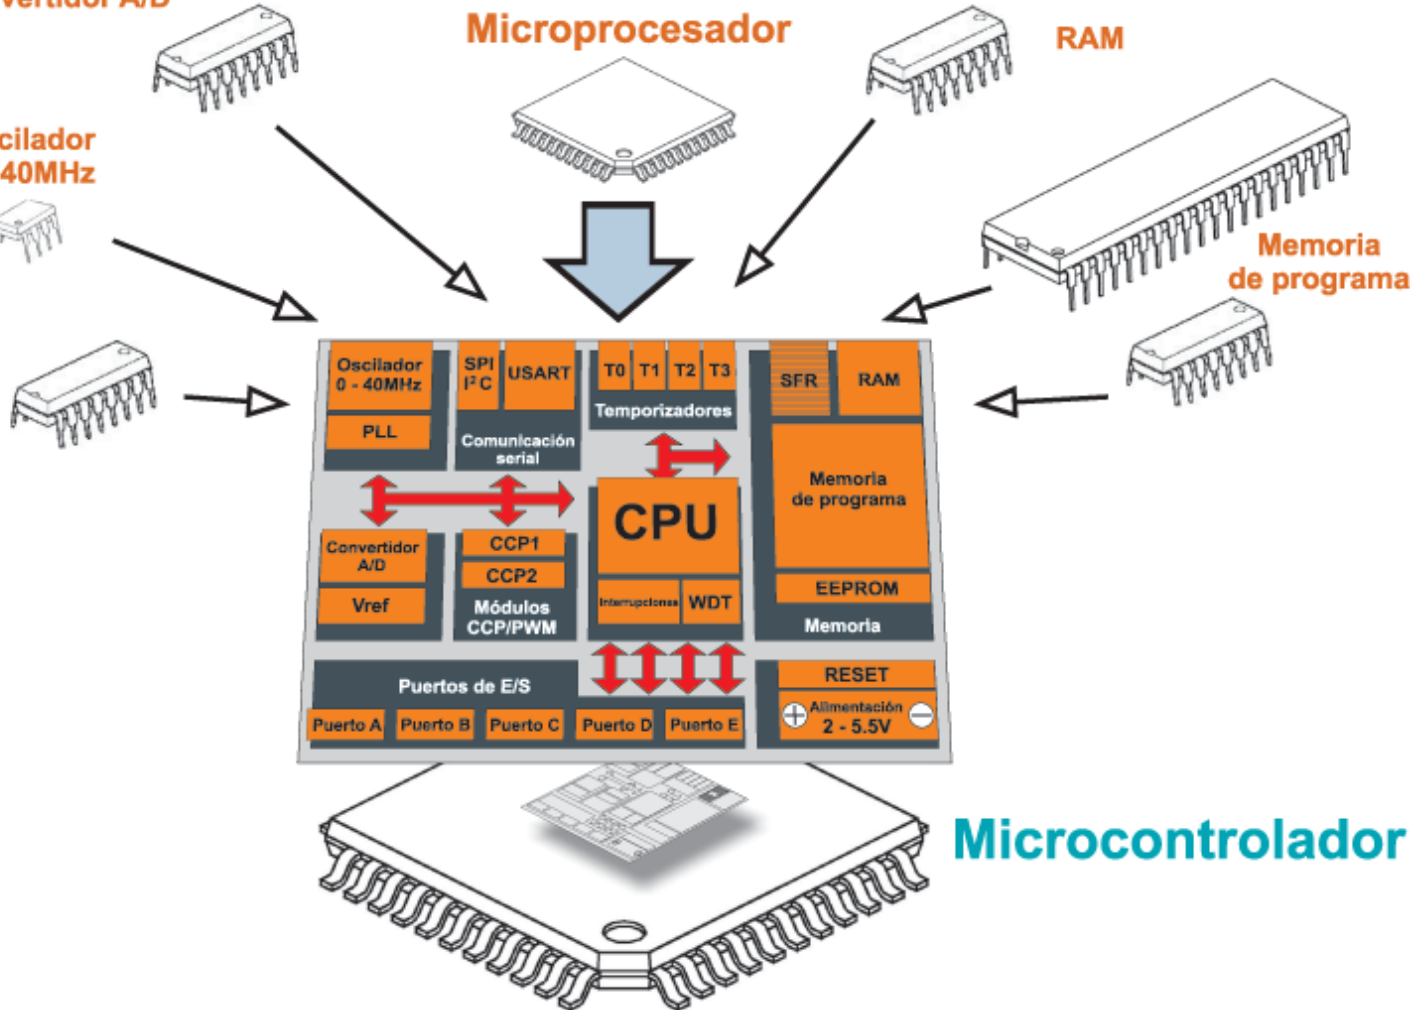 vertidor A/D
Microprocesador
RAM
cilador
40MHz
Memoria
de programa
Oscilador
0 - 40MHz
PLL
SPI
I²C
USART
Comunicación
serial
T0 T1 T2 T3
Temporizadores
SFR
RAM
Memoria
de programa
EEPROM
Memoria
Convertidor
A/D
Vref
CCP1
CCP2
Módulos
CCP/PWM
CPU
Interrupciones
WDT
Puertos de E/S
Puerto A Puerto B Puerto C Puerto D Puerto E
RESET
Alimentación
2 - 5.5V
Microcontrolador